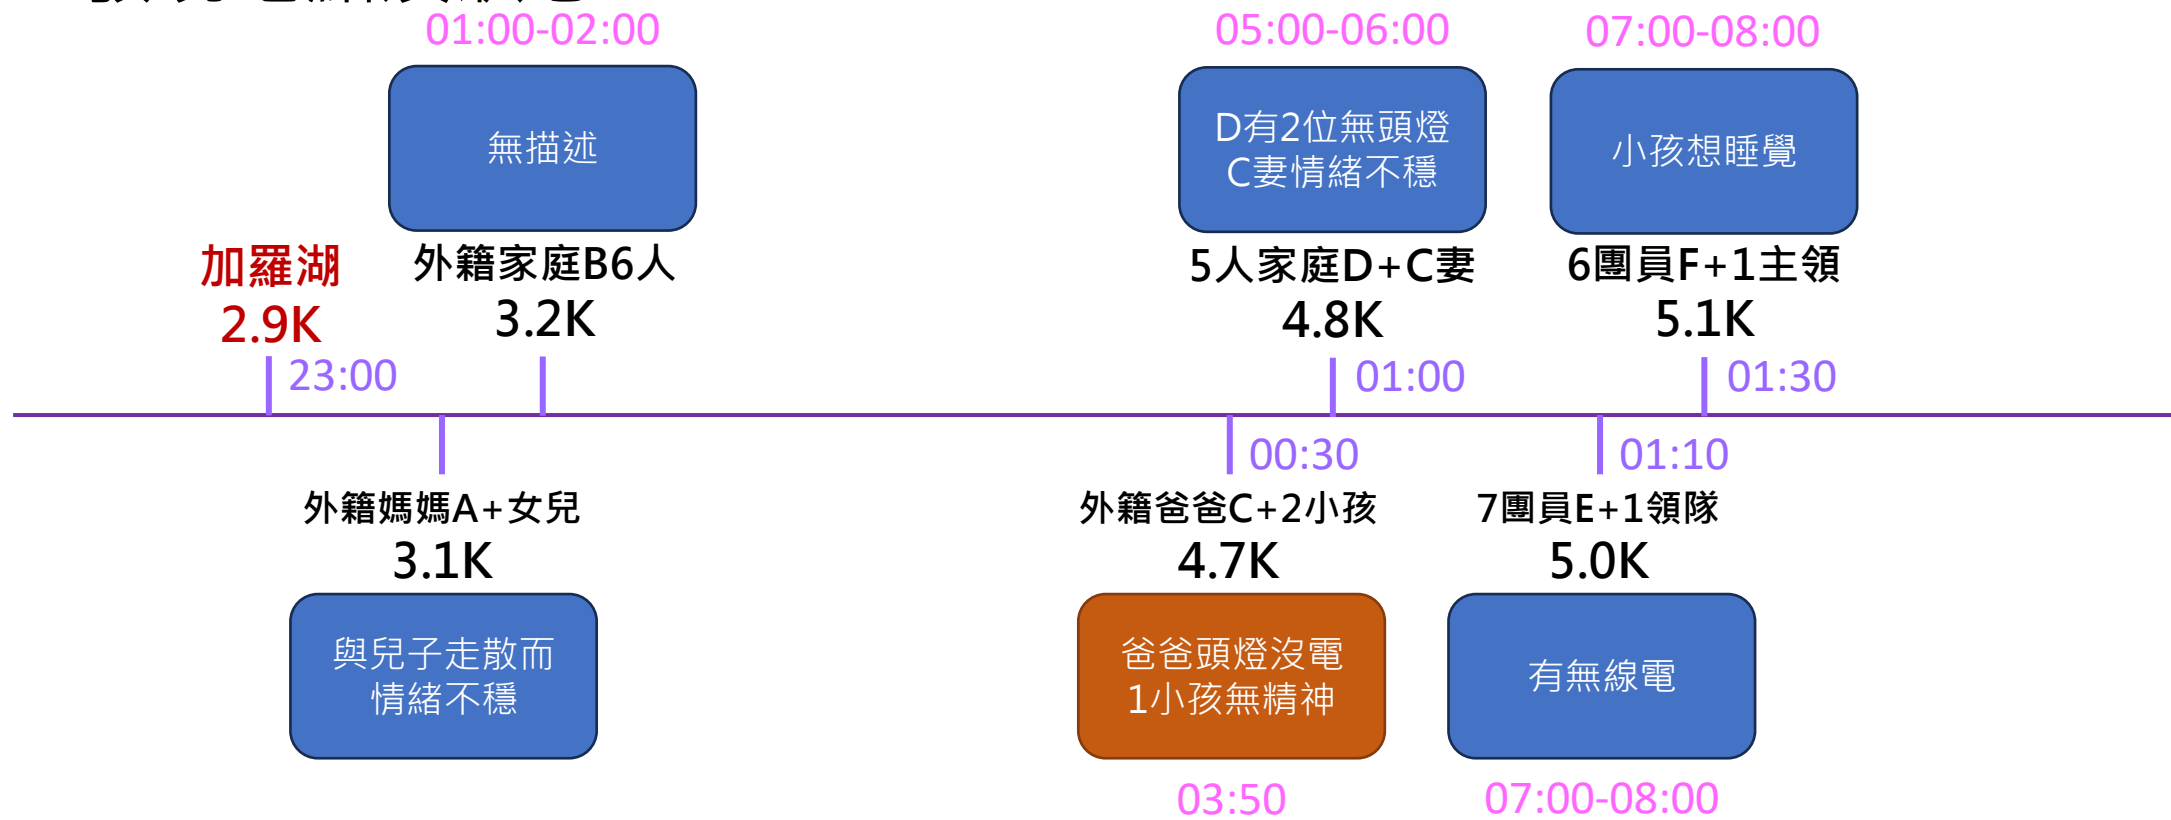 01:00-02:00
05:00-06:00
07:00-08:00
無描述
D有2位無頭燈
C妻情緒不穩
小孩想睡覺
加羅湖
2.9K
外籍家庭B6人
3.2K
5人家庭D+C妻
4.8K
6團員F+1主領
5.1K
23:00
01:00
01:30
00:30
01:10
外籍媽媽A+女兒
3.1K
外籍爸爸C+2小孩
4.7K
7團員E+1領隊
5.0K
與兒子走散而
情緒不穩
爸爸頭燈沒電
1小孩無精神
有無線電
03:50
07:00-08:00